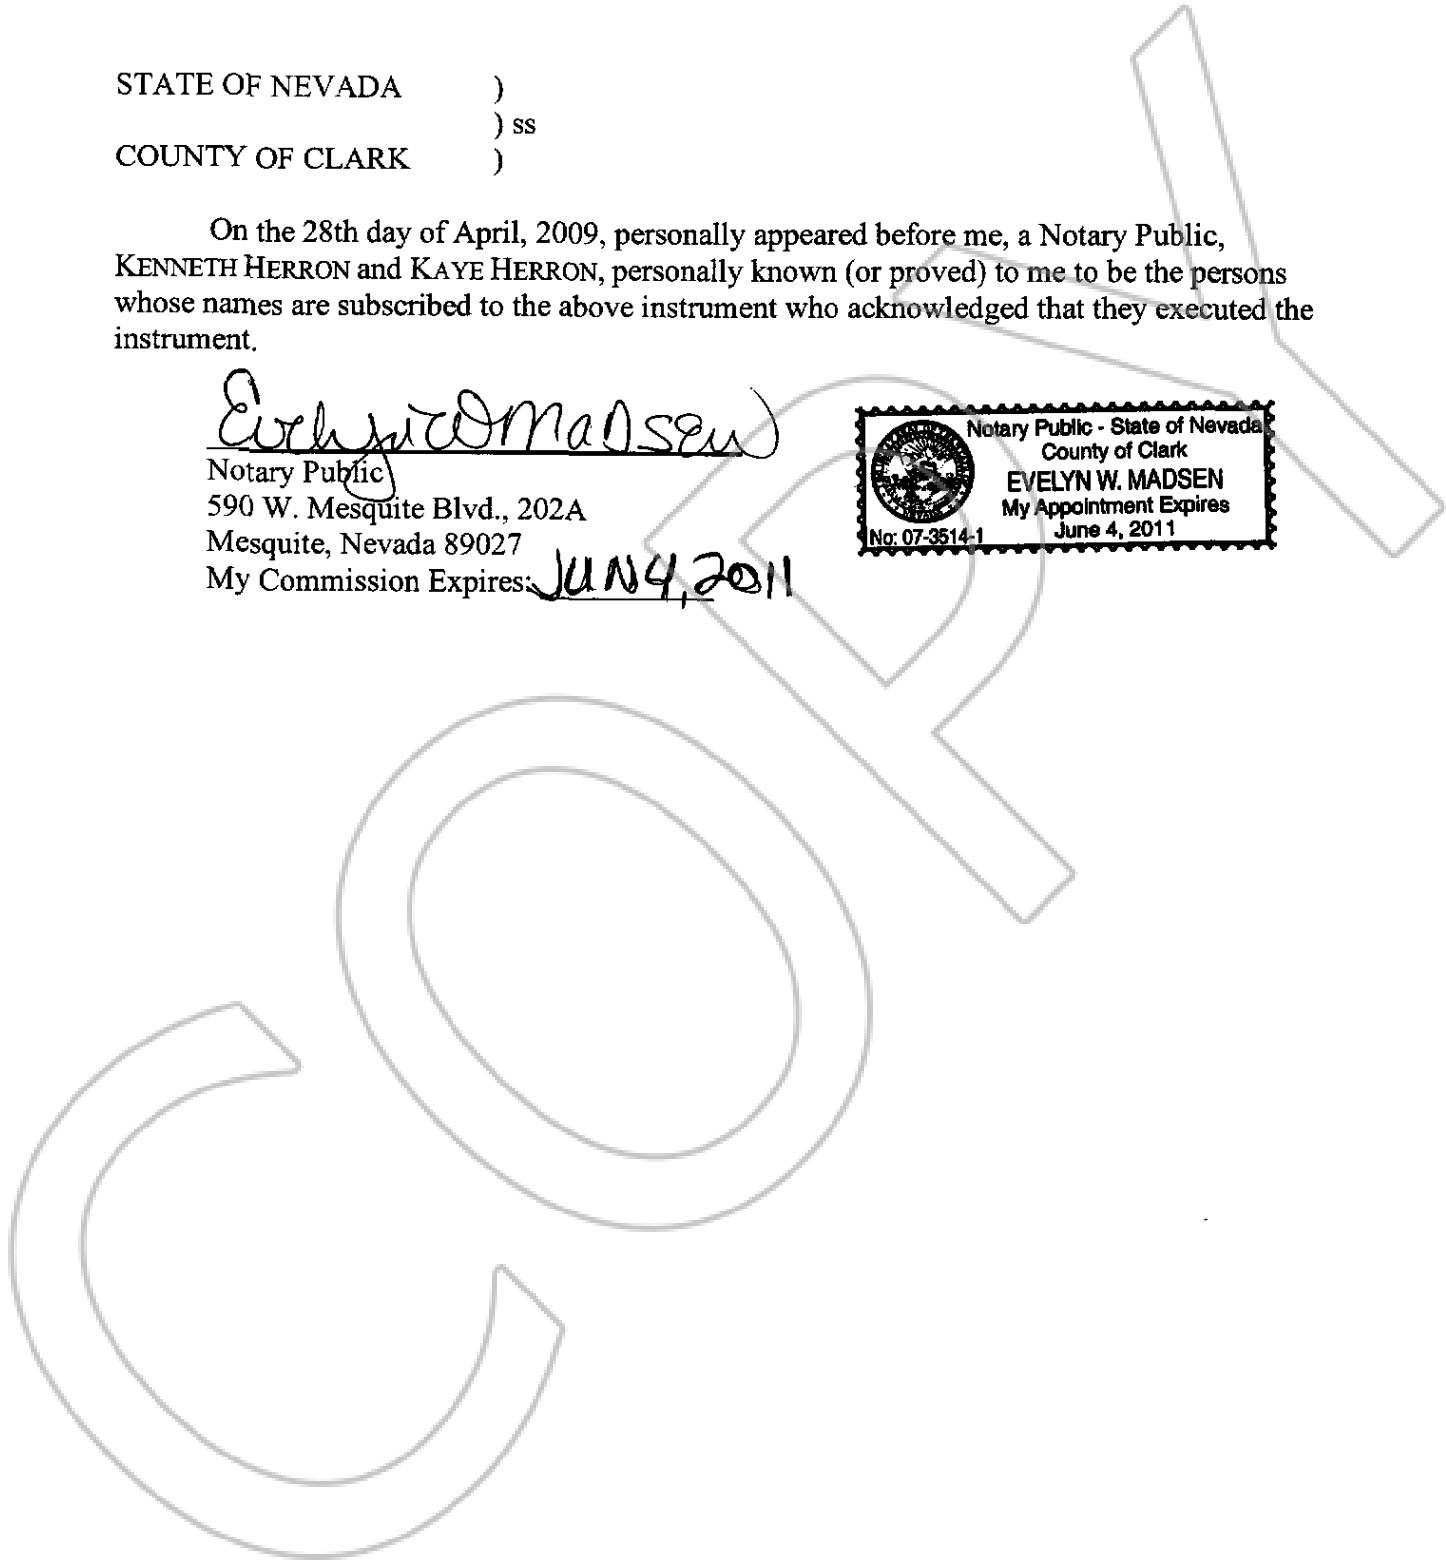 STATE OF NEVADA )
) ss
COUNTY OF CLARK )
On the 28th day of April, 2009, personally appeared before me, a Notary Public,
KENNETH HERRON and KAYE HERRON, personally known (or proved) to me to be the persons
whose names are subscribed to the above instrument who acknowledged that they executed the
instrument.
Evelyn W Madsen
Notary Public
590 W. Mesquite Blvd., 202A
Mesquite, Nevada 89027
My Commission Expires: JUN 4, 2011
Notary Public - State of Nevada
County of Clark
EVELYN W. MADSEN
My Appointment Expires
June 4, 2011
No: 07-3514-1
COPY